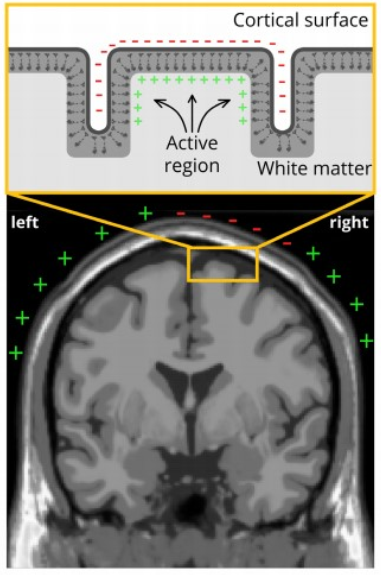 Cortical surface
Active
region
White matter
left
right